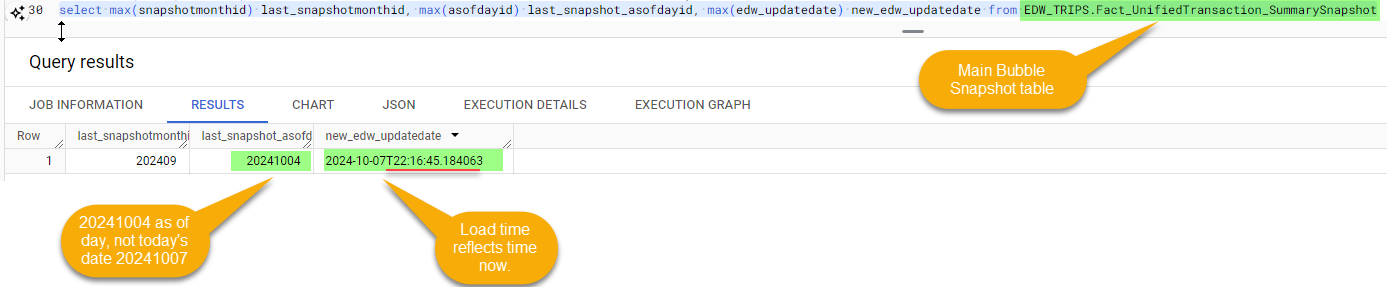 30 select max(snapshotmonthid) last_snapshotmonthid, max(asofdayid) last_snapshot_asofdayid, max(edw_updatedate) new_edw_updatedate from EDW_TRIPS.Fact_UnifiedTransaction_SummarySnapshot
Query results
Main Bubble
Snapshot table
JOB INFORMATION RESULTS CHART JSON EXECUTION DETAILS EXECUTION GRAPH
Row last_snapshotmonthi last_snapshot_asofd new_edw_updatedate
1 202409 20241004 2024-10-07T22:16:45.184063
20241004 as of
day, not today's
date 20241007
Load time
reflects time
now.